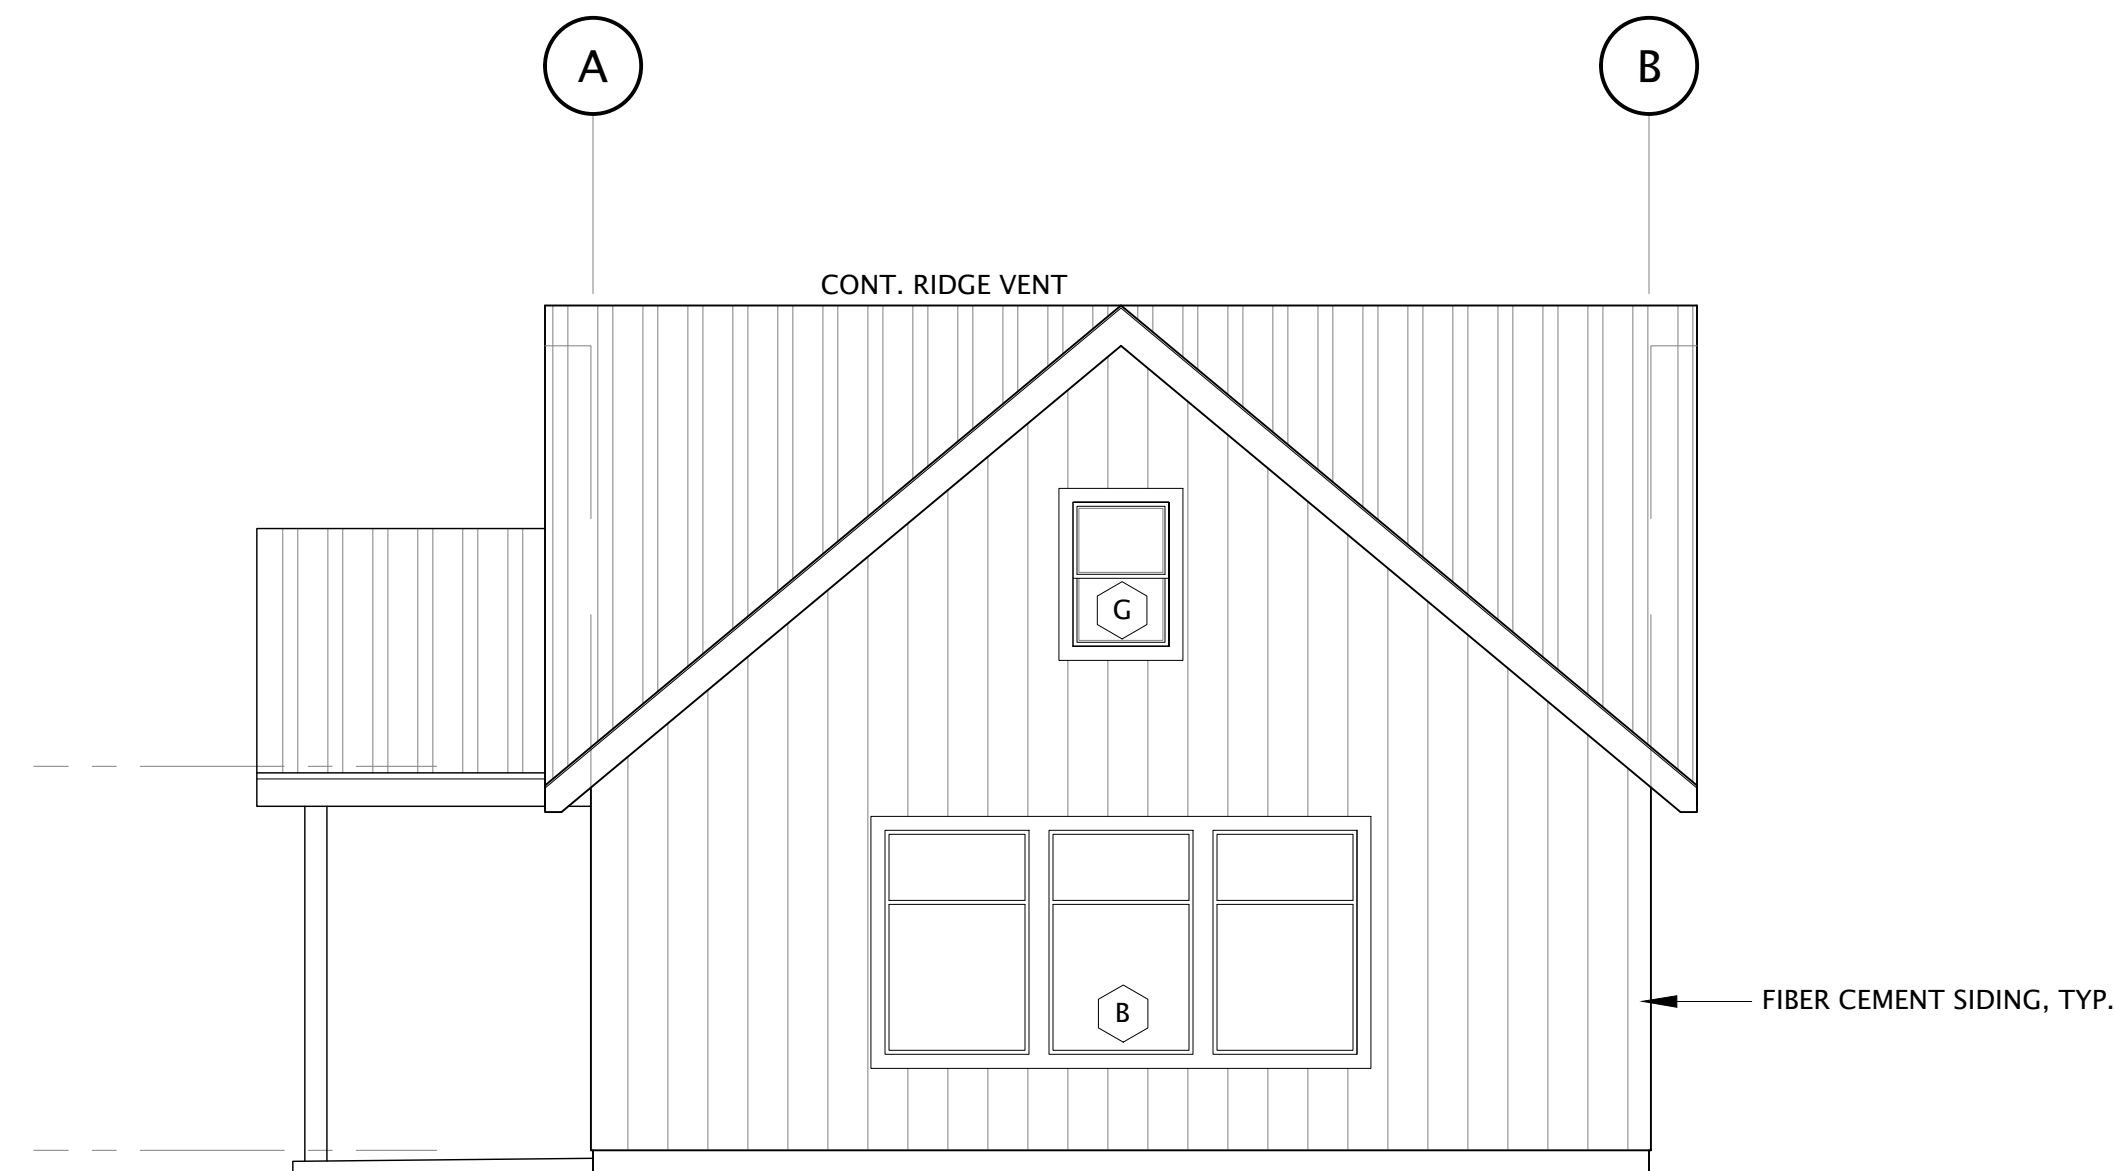 A
B
CONT. RIDGE VENT
G
B
FIBER CEMENT SIDING, TYP.